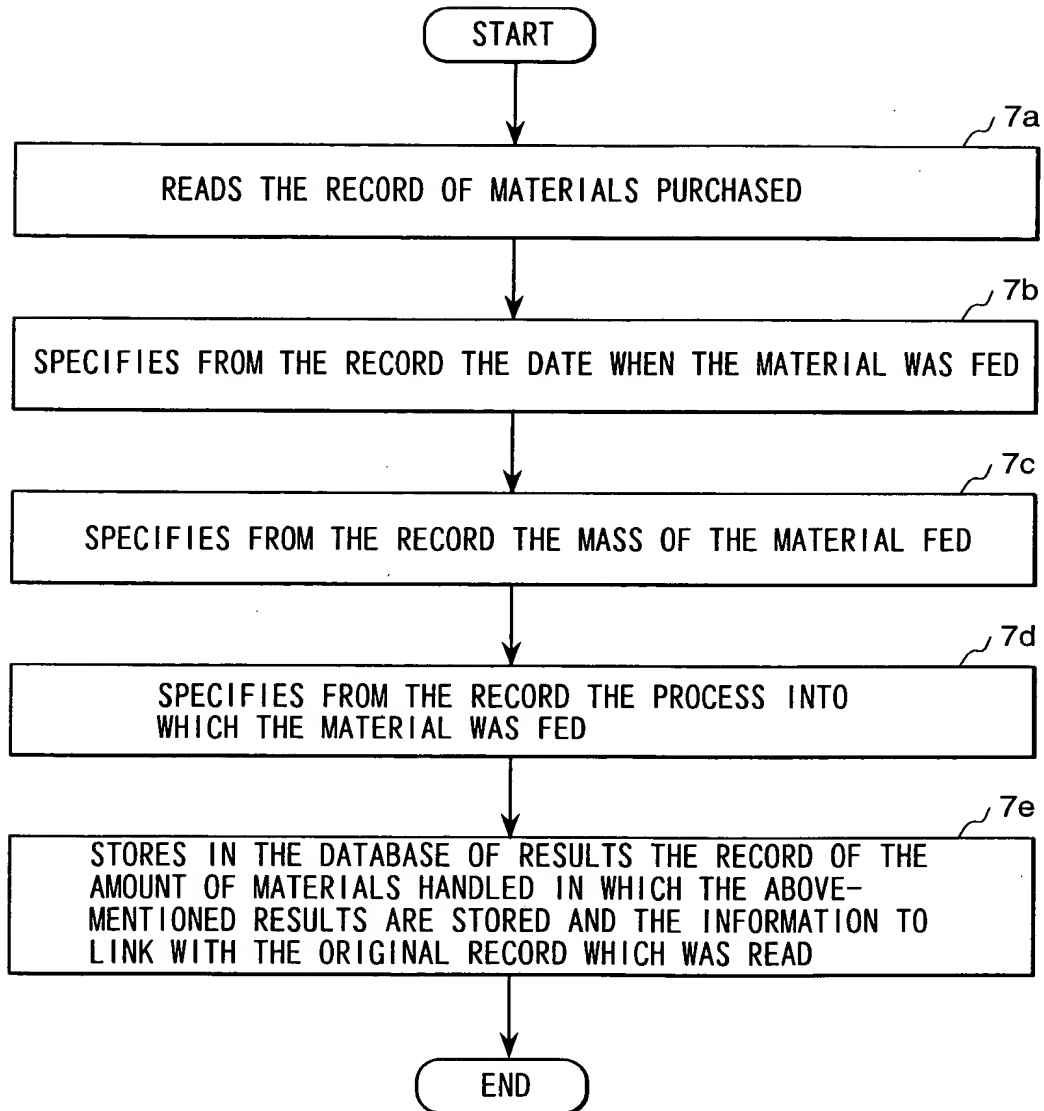 START
7a
READS THE RECORD OF MATERIALS PURCHASED
7b
SPECIFIES FROM THE RECORD THE DATE WHEN THE MATERIAL WAS FED
7c
SPECIFIES FROM THE RECORD THE MASS OF THE MATERIAL FED
7d
SPECIFIES FROM THE RECORD THE PROCESS INTO
WHICH THE MATERIAL WAS FED
7e
STORES IN THE DATABASE OF RESULTS THE RECORD OF THE
AMOUNT OF MATERIALS HANDLED IN WHICH THE ABOVE-
MENTIONED RESULTS ARE STORED AND THE INFORMATION TO
LINK WITH THE ORIGINAL RECORD WHICH WAS READ
END